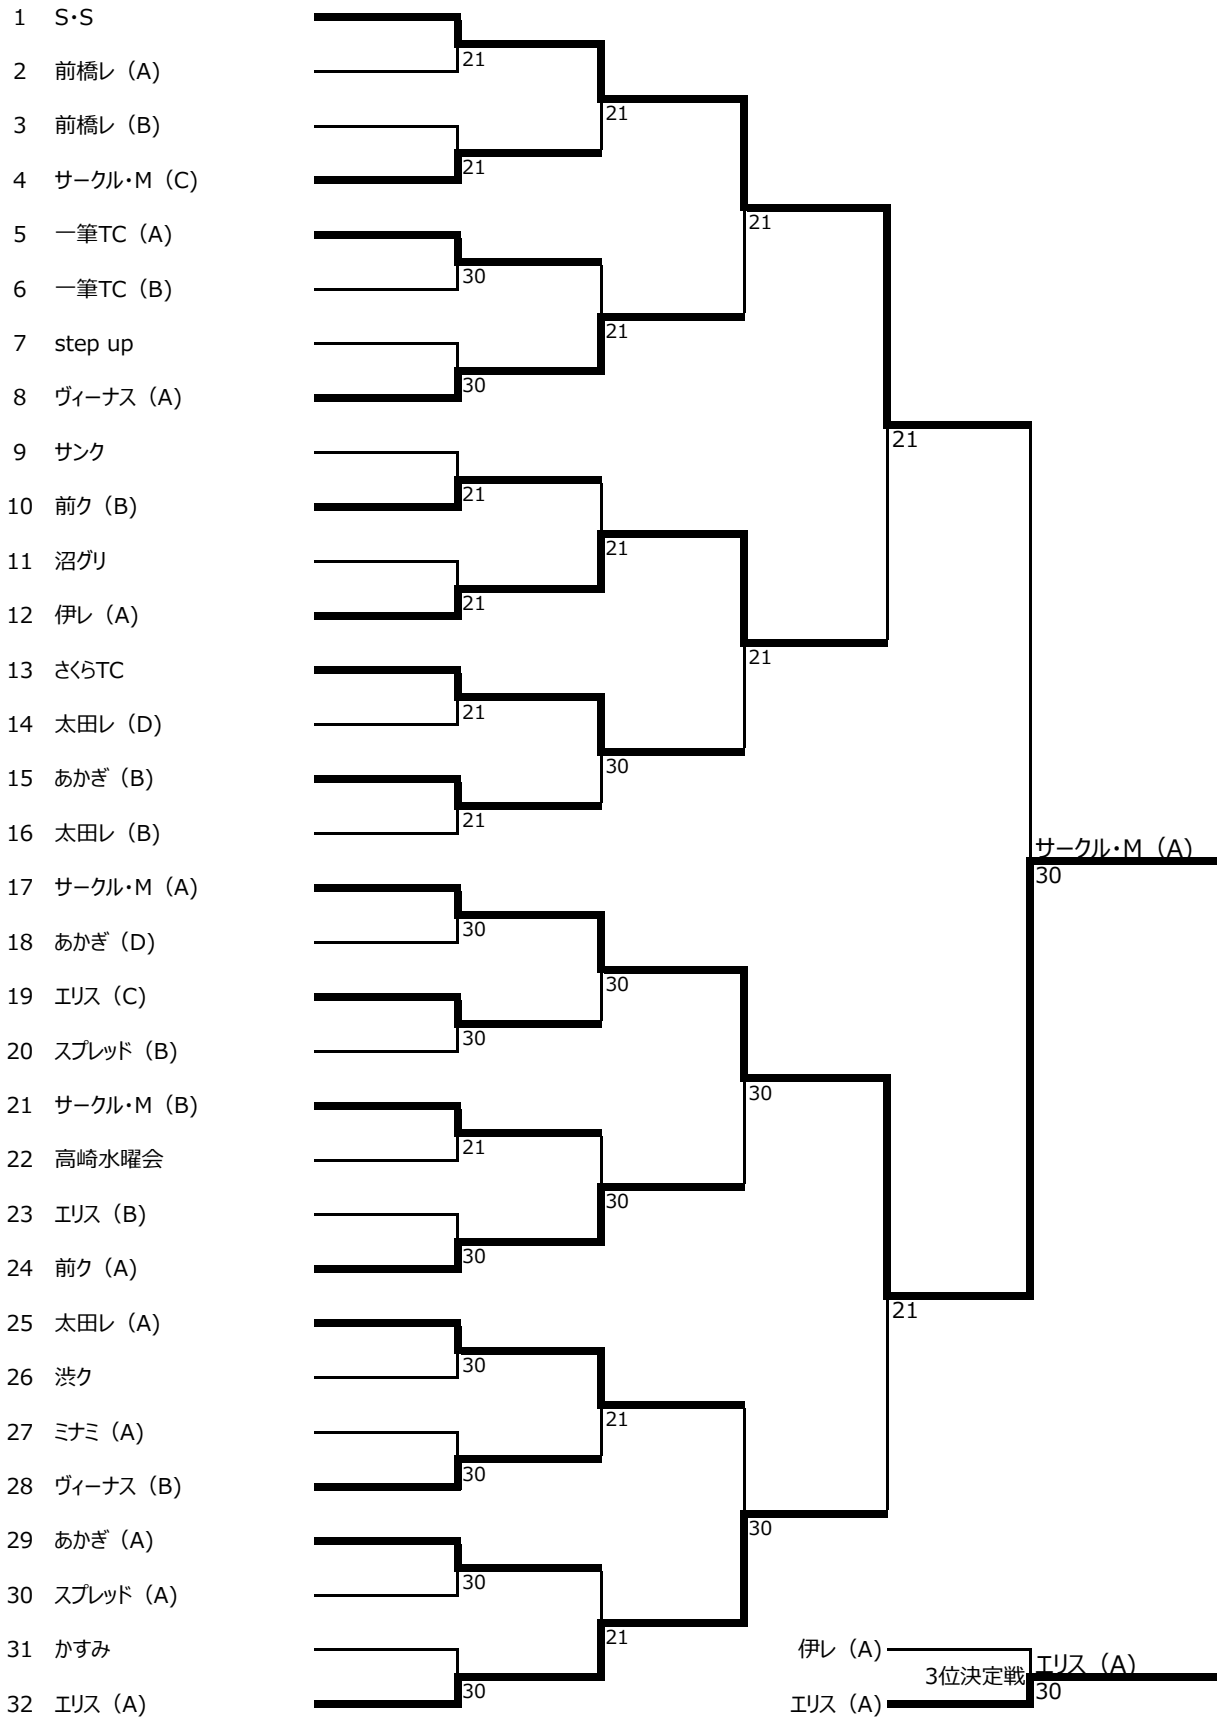 1 S・S
21
2 前橋レ（A）
21
3 前橋レ（B）
21
4 サークル・M（C）
21
5 一筆TC（A）
30
6 一筆TC（B）
21
7 step up
30
8 ヴィーナス（A）
21
9 サンク
21
10 前ク（B）
21
11 沼グリ
21
12 伊レ（A）
21
13 さくらTC
21
14 太田レ（D）
30
15 あかぎ（B）
21
16 太田レ（B）
サークル・M（A）
30
17 サークル・M（A）
30
18 あかぎ（D）
30
19 エリス（C）
30
20 スプレッド（B）
30
21 サークル・M（B）
21
22 高崎水曜会
30
23 エリス（B）
30
24 前ク（A）
21
25 太田レ（A）
30
26 渋ク
21
27 ミナミ（A）
30
28 ヴィーナス（B）
30
29 あかぎ（A）
30
30 スプレッド（A）
21
31 かすみ
30
32 エリス（A）
伊レ（A）
3位決定戦
エリス（A）
30
エリス（A）